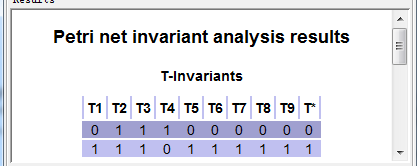 Results
Petri net invariant analysis results
T-Invariants
T1 T2 T3 T4 T5 T6 T7 T8 T9 T*
0 1 1 1 0 0 0 0 0 0
1 1 1 0 1 1 1 1 1 1